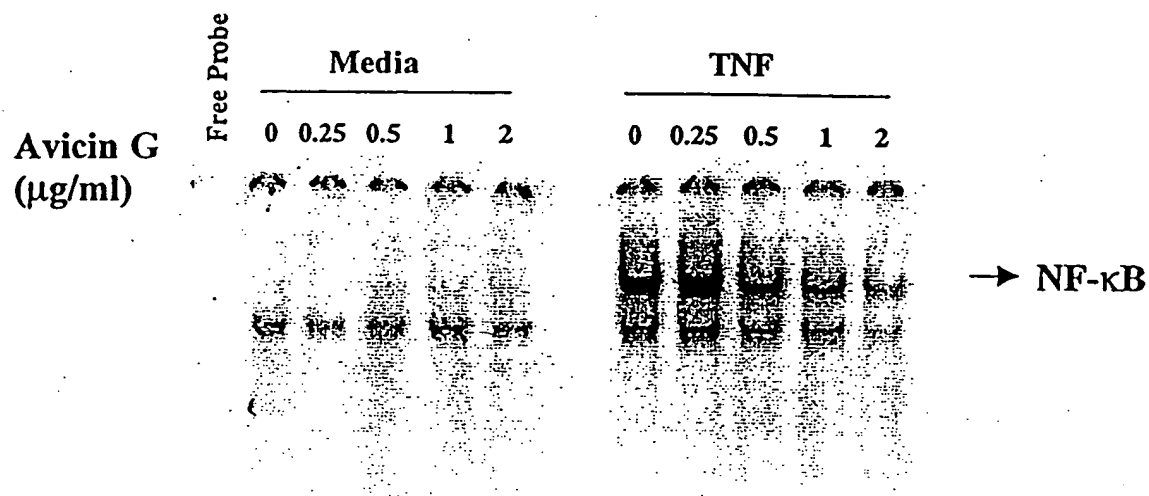 Free Probe
Media
TNF
Avicin G
(μg/ml)
0 0.25 0.5 1 2
0 0.25 0.5 1 2
→ NF-κB